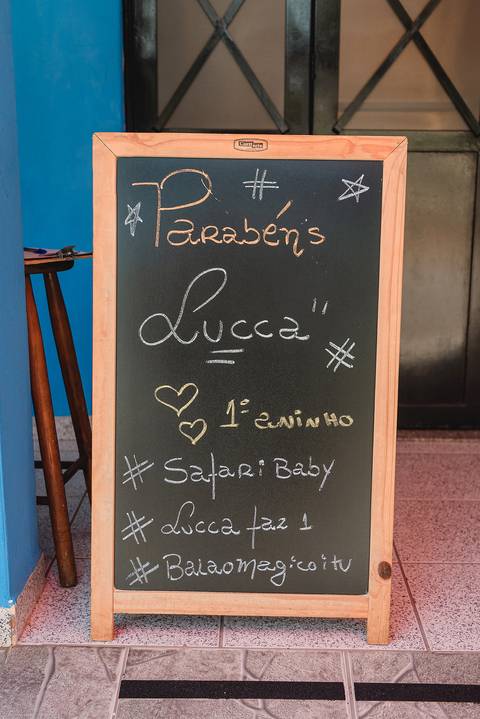 Parabéns
#
Lucca"
#
1º aninho
# Safari Baby
# Lucca faz 1
# Balaomagicoitu